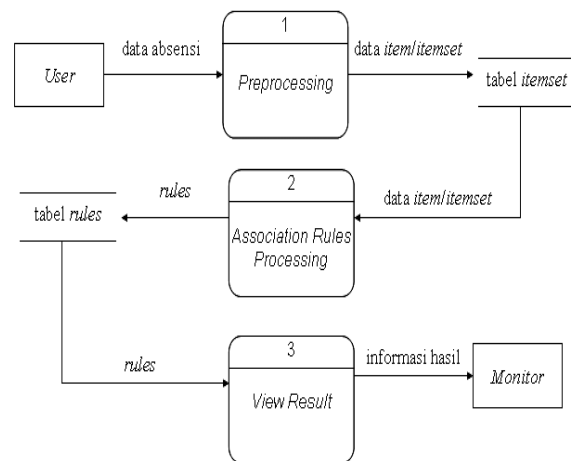 1
data absensi
data item/itemset
User
Preprocessing
tabel itemset
2
rules
data item/itemset
tabel rules
Association Rules
Processing
3
informasi hasil
rules
View Result
Monitor